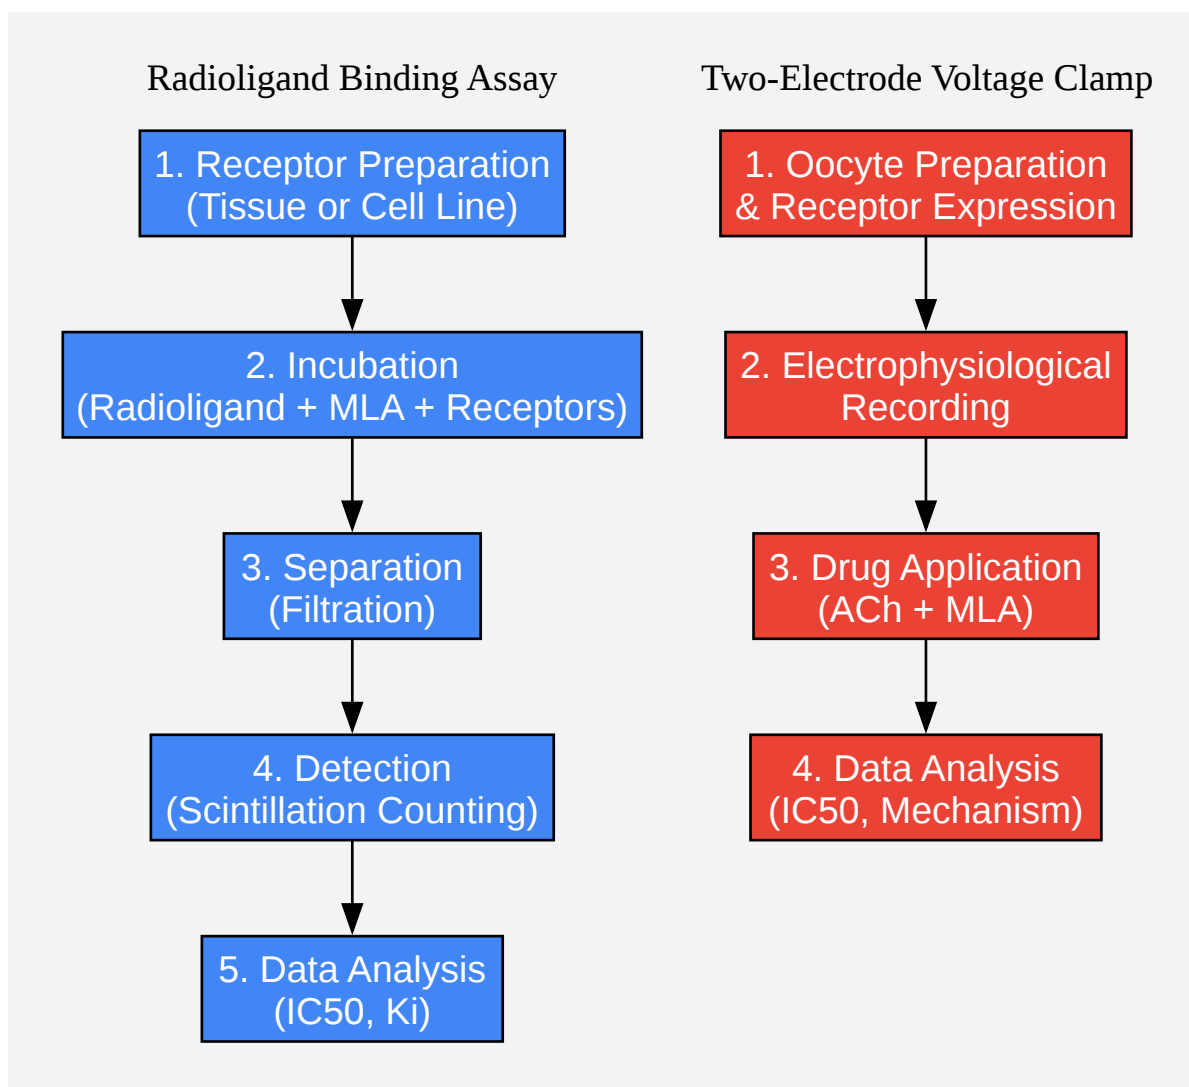 Radioligand Binding Assay
1. Receptor Preparation
(Tissue or Cell Line)
2. Incubation
(Radioligand + MLA + Receptors)
3. Separation
(Filtration)
4. Detection
(Scintillation Counting)
5. Data Analysis
(IC50, Ki)
Two-Electrode Voltage Clamp
1. Oocyte Preparation
& Receptor Expression
2. Electrophysiological
Recording
3. Drug Application
(ACh + MLA)
4. Data Analysis
(IC50, Mechanism)